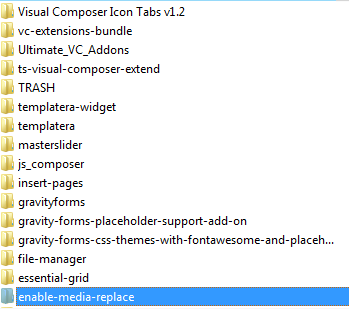 Visual Composer Icon Tabs v1.2
vc-extensions-bundle
Ultimate_VC_Addons
ts-visual-composer-extend
TRASH
templatera-widget
templatera
masterslider
js_composer
insert-pages
gravityforms
gravity-forms-placeholder-support-add-on
gravity-forms-css-themes-with-fontawesome-and-placeh...
file-manager
essential-grid
enable-media-replace